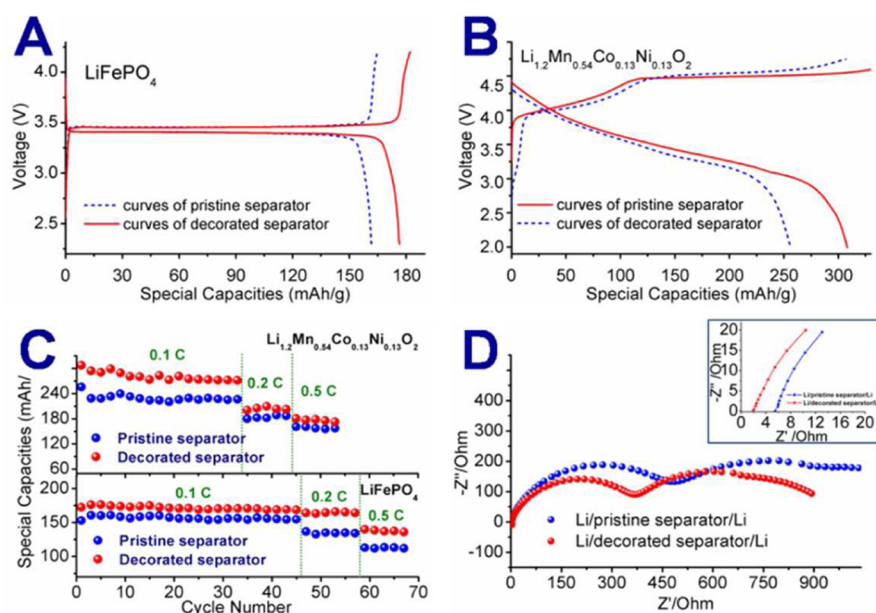 A
LiFePO4
Voltage (V)
4.0
3.5
3.0
2.5
curves of pristine separator
curves of decorated separator
0 30 60 90 120 150 180
Special Capacities (mAh/g)
B
Li1.2Mn0.54Co0.13Ni0.13O2
Voltage (V)
4.5
4.0
3.5
3.0
2.5
2.0
curves of pristine separator
curves of decorated separator
0 50 100 150 200 250 300
Special Capacities (mAh/g)
C
Li1.2Mn0.54Co0.13Ni0.13O2
0.1 C
0.2 C
0.5 C
Special Capacities (mAh/
240
180
120
60
Pristine separator
Decorated separator
200
150
100
0.1 C
0.2 C
LiFePO4
0.5 C
Pristine separator
Decorated separator
0 10 20 30 40 50 60 70
Cycle Number
D
-Z''/Ohm
500
400
300
200
100
0
-100
Li/pristine separator/Li
Li/decorated separator/Li
0 150 300 450 600 750 900
Z'/Ohm
-Z'' /Ohm
20
15
10
5
0
Li/pristine separator/Li
Li/decorated separator/Li
0 4 8 12 16 20
Z' /Ohm